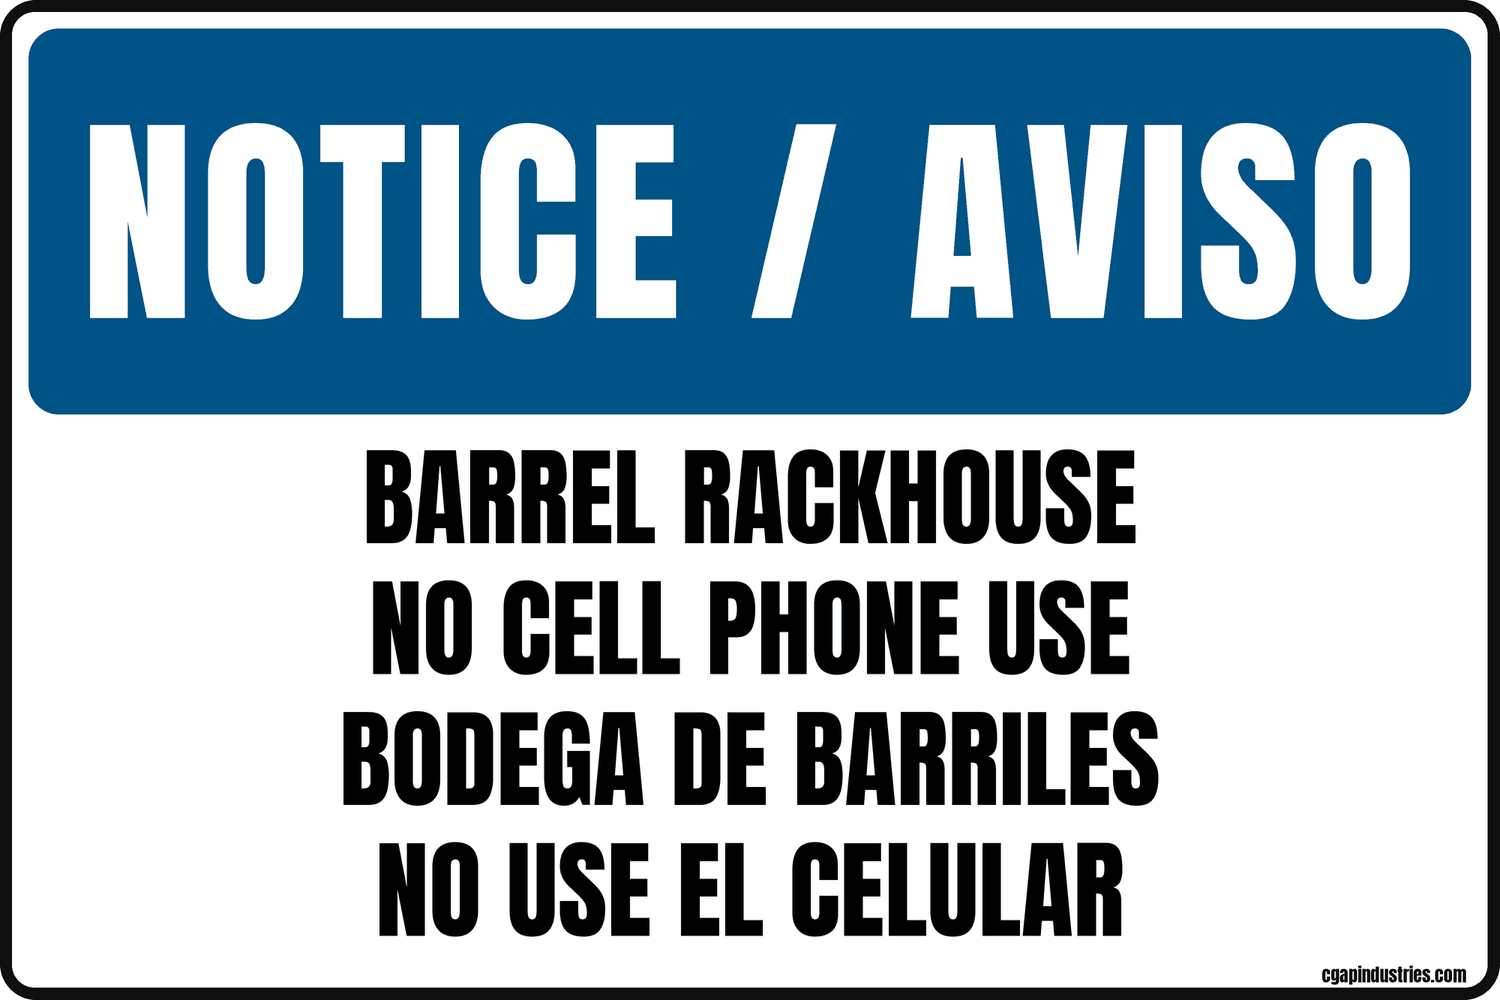 NOTICE / AVISO
BARREL RACKHOUSE
NO CELL PHONE USE
BODEGA DE BARRILES
NO USE EL CELULAR
cgapindustries.com